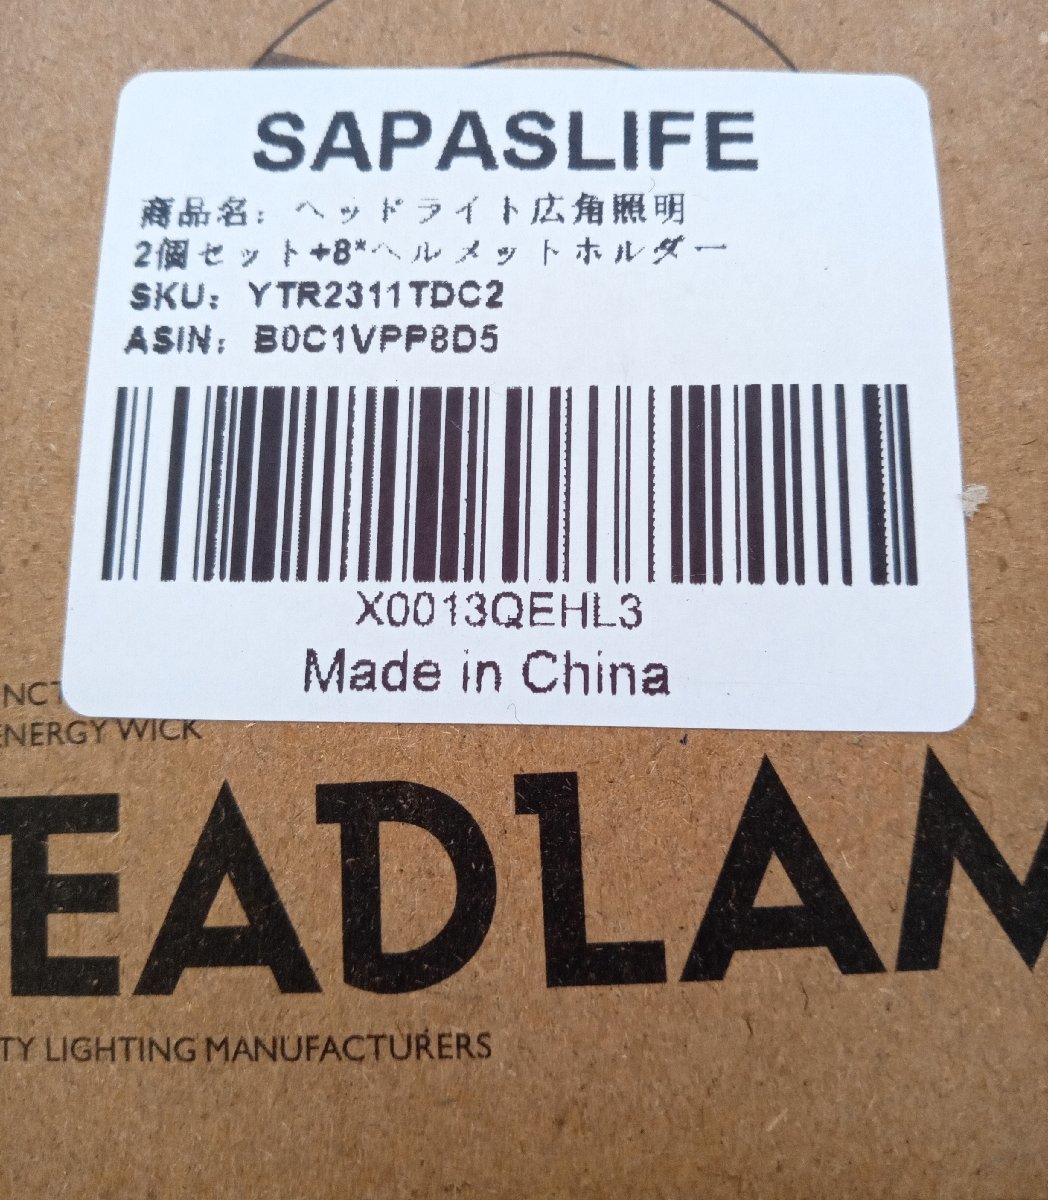 SAPASLIFE
商品名：ヘッドライト広角照明
2個セット+8*ヘルメットホルダー
SKU：YTR2311TDC2
ASIN：B0C1VPP8D5
X0013QEHL3
Made in China
NCT
ENERGY WICK
EADLAM
TY LIGHTING MANUFACTURERS